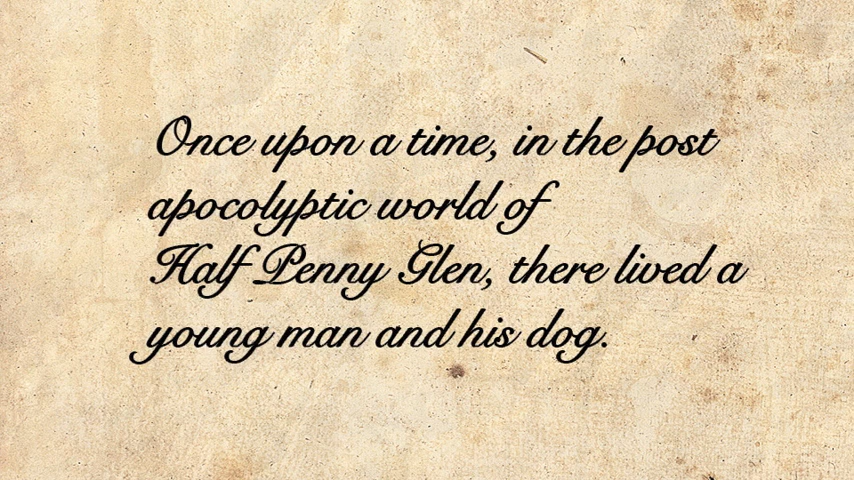 Once upon a time, in the post
apocolyptic world of
Half Penny Glen, there lived a
young man and his dog.